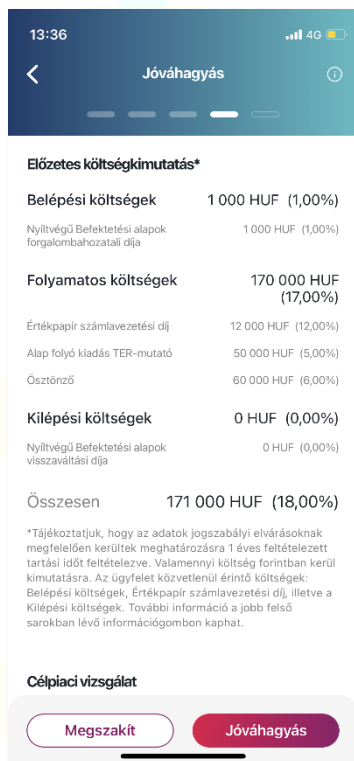 13:36
4G
Jóváhagyás
Előzetes költségkimutatás*
Belépési költségek 1 000 HUF (1,00%)
Nyíltvégű Befektetési alapok 1 000 HUF (1,00%)
forgalombahozatali díja
Folyamatos költségek 170 000 HUF
(17,00%)
Értékpapír számlavezetési díj 12 000 HUF (12,00%)
Alap folyó kiadás TER-mutató 50 000 HUF (5,00%)
Ösztönző 60 000 HUF (6,00%)
Kilépési költségek 0 HUF (0,00%)
Nyíltvégű Befektetési alapok 0 HUF (0,00%)
visszaváltási díja
Összesen 171 000 HUF (18,00%)
*Tájékoztatjuk, hogy az adatok jogszabályi elvárásoknak
megfelelően kerültek meghatározásra 1 éves feltételezett
tartási időt feltételezve. Valamennyi költség forintban kerül
kimutatásra. Az ügyfelet közvetlenül érintő költségek:
Belépési költségek, Értékpapír számlavezetési díj, illetve a
Kilépési költségek. További információ a jobb felső
sarokban lévő információgombon kaphat.
Célpiaci vizsgálat
Megszakít
Jóváhagyás